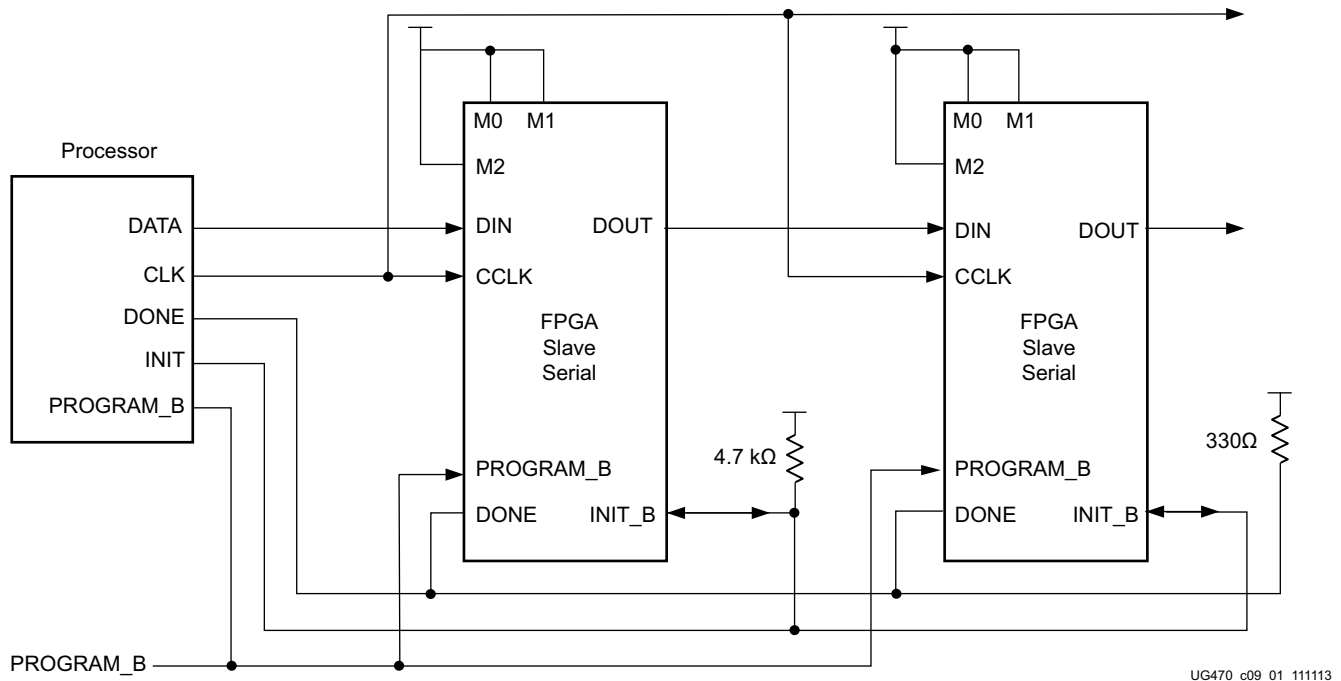 Processor
DATA
CLK
DONE
INIT
PROGRAM_B
M0 M1
M2
DIN DOUT
CCLK
FPGA
Slave
Serial
PROGRAM_B
DONE INIT_B
4.7 kΩ
M0 M1
M2
DIN DOUT
CCLK
FPGA
Slave
Serial
PROGRAM_B
DONE INIT_B
330Ω
PROGRAM_B
UG470_c09_01_111113